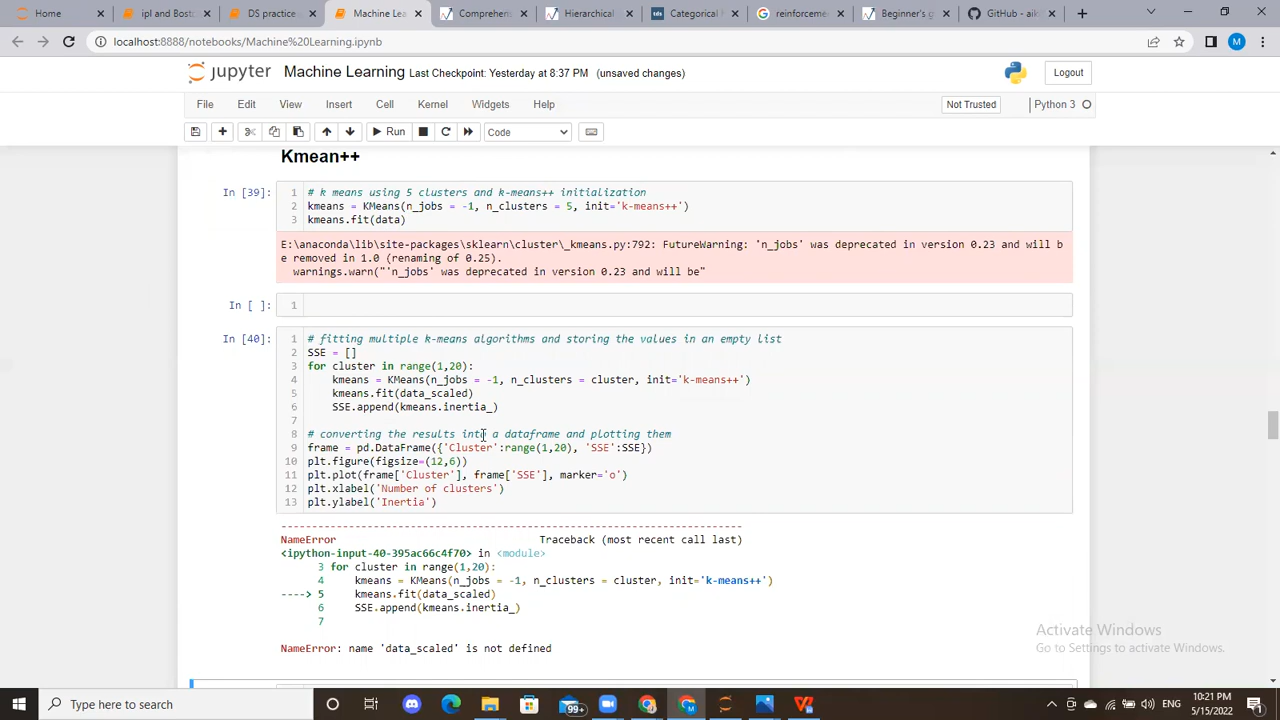 Home
ipl and Bosto
DS practice
Machine Lea
Comprehens
Hierarchical
Categorical
reinforceme
Beginner's g
GitHub - aik
localhost:8888/notebooks/Machine%20Learning.ipynb
M
jupyter Machine Learning Last Checkpoint: Yesterday at 8:37 PM (unsaved changes)
Logout
File Edit View Insert Cell Kernel Widgets Help
Not Trusted
Python 3
Run
Code
Kmean++
In [39]:
1 # k means using 5 clusters and k-means++ initialization
2 kmeans = KMeans(n_jobs = -1, n_clusters = 5, init='k-means++')
3 kmeans.fit(data)
E:\anaconda\lib\site-packages\sklearn\cluster\_kmeans.py:792: FutureWarning: 'n_jobs' was deprecated in version 0.23 and will b
e removed in 1.0 (renaming of 0.25).
warnings.warn("'n_jobs' was deprecated in version 0.23 and will be"
In [ ]:
1
In [40]:
1 # fitting multiple k-means algorithms and storing the values in an empty list
2 SSE = []
3 for cluster in range(1,20):
4 kmeans = KMeans(n_jobs = -1, n_clusters = cluster, init='k-means++')
5 kmeans.fit(data_scaled)
6 SSE.append(kmeans.inertia_)
7
8 # converting the results into a dataframe and plotting them
9 frame = pd.DataFrame({'Cluster':range(1,20), 'SSE':SSE})
10 plt.figure(figsize=(12,6))
11 plt.plot(frame['Cluster'], frame['SSE'], marker='o')
12 plt.xlabel('Number of clusters')
13 plt.ylabel('Inertia')
---------------------------------------------------------------------------
NameError Traceback (most recent call last)
<ipython-input-40-395ac66c4f70> in <module>
3 for cluster in range(1,20):
4 kmeans = KMeans(n_jobs = -1, n_clusters = cluster, init='k-means++')
----> 5 kmeans.fit(data_scaled)
6 SSE.append(kmeans.inertia_)
7
NameError: name 'data_scaled' is not defined
Activate Windows
Go to Settings to activate Windows.
Type here to search
99+
ENG
10:21 PM
5/15/2022
1